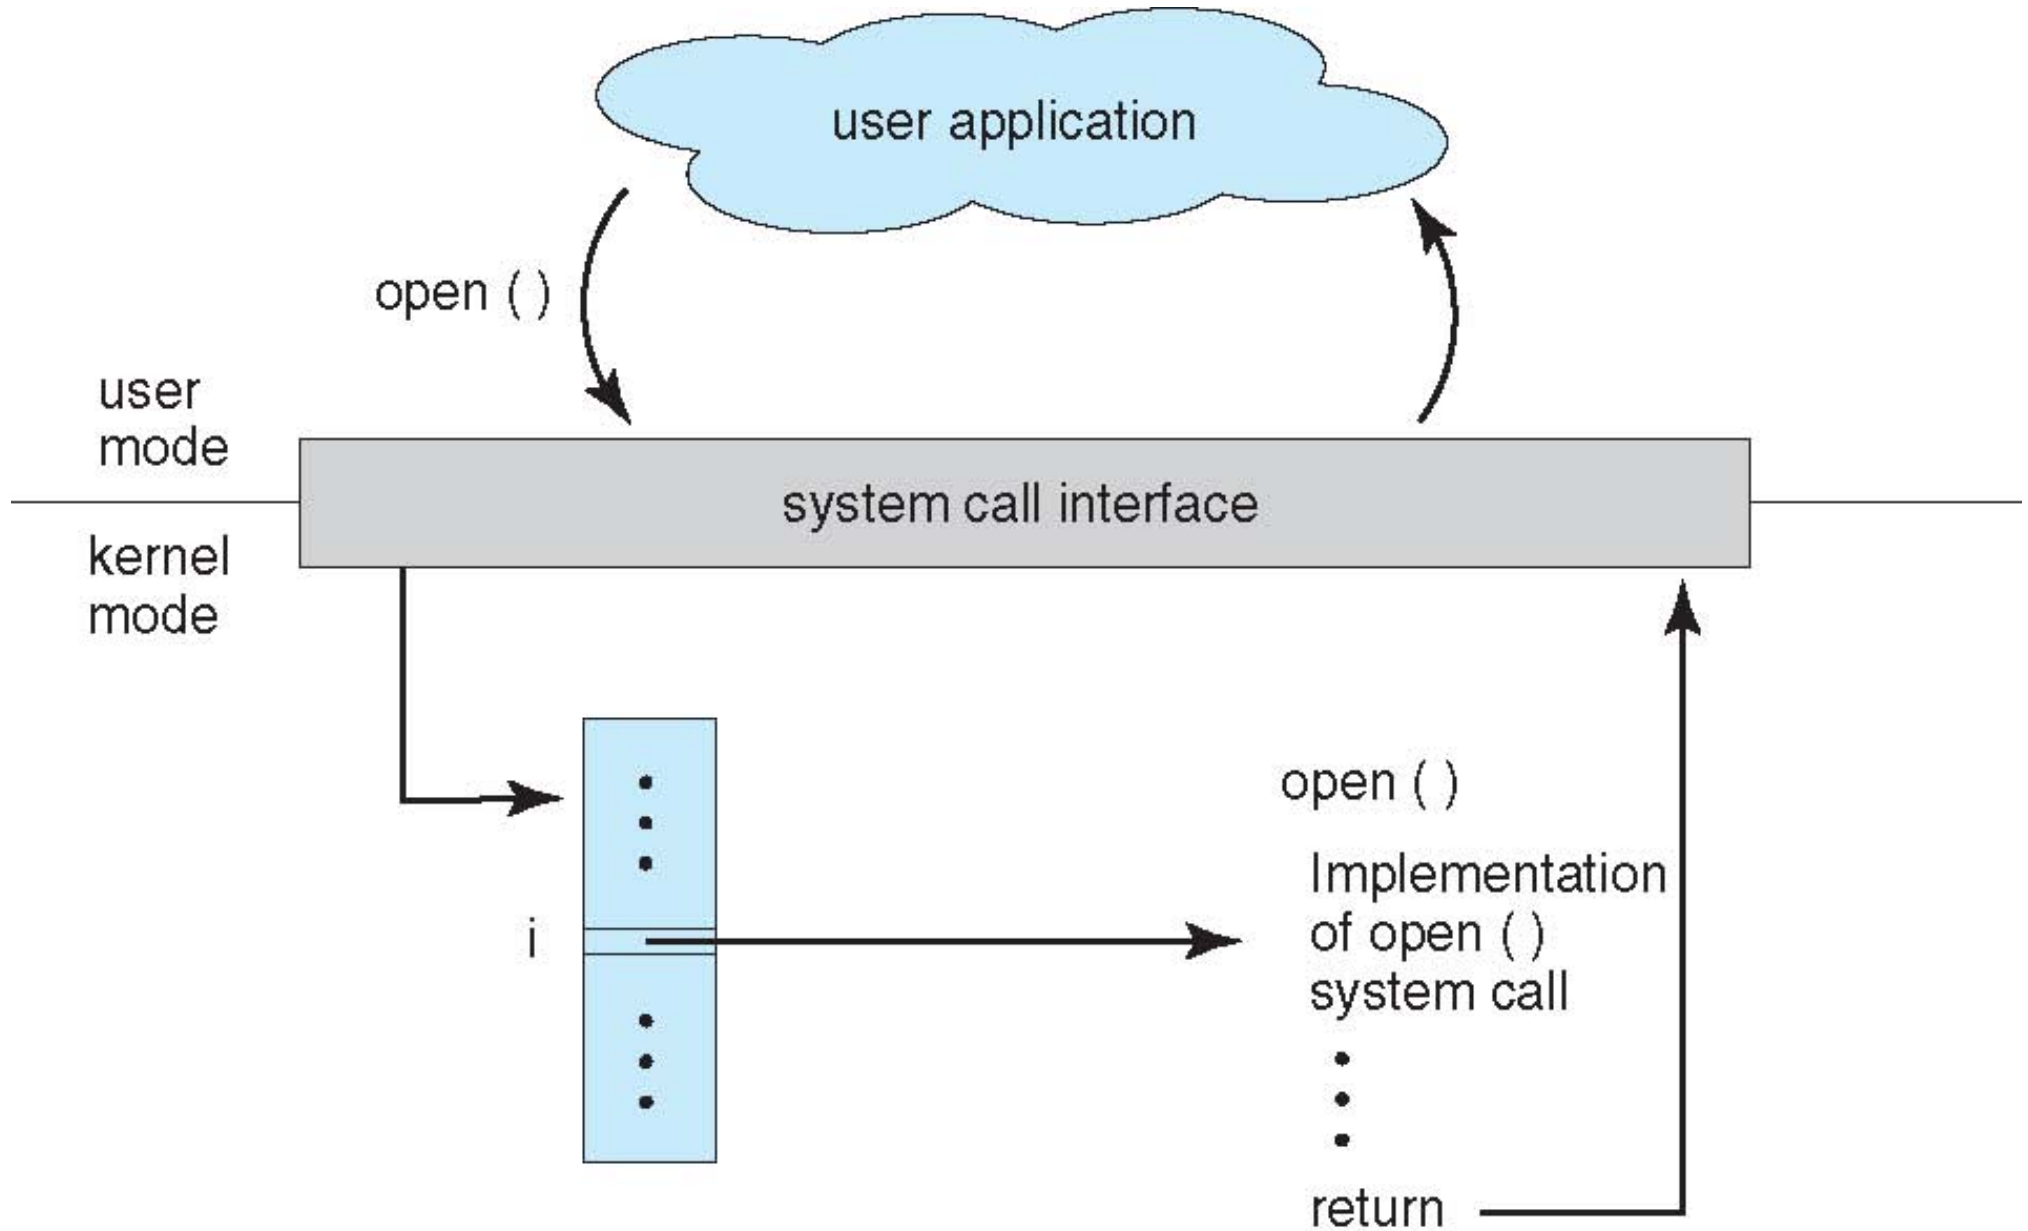 user application
open ( )
user
mode
system call interface
kernel
mode
open ( )
Implementation
of open ( )
system call
i
return